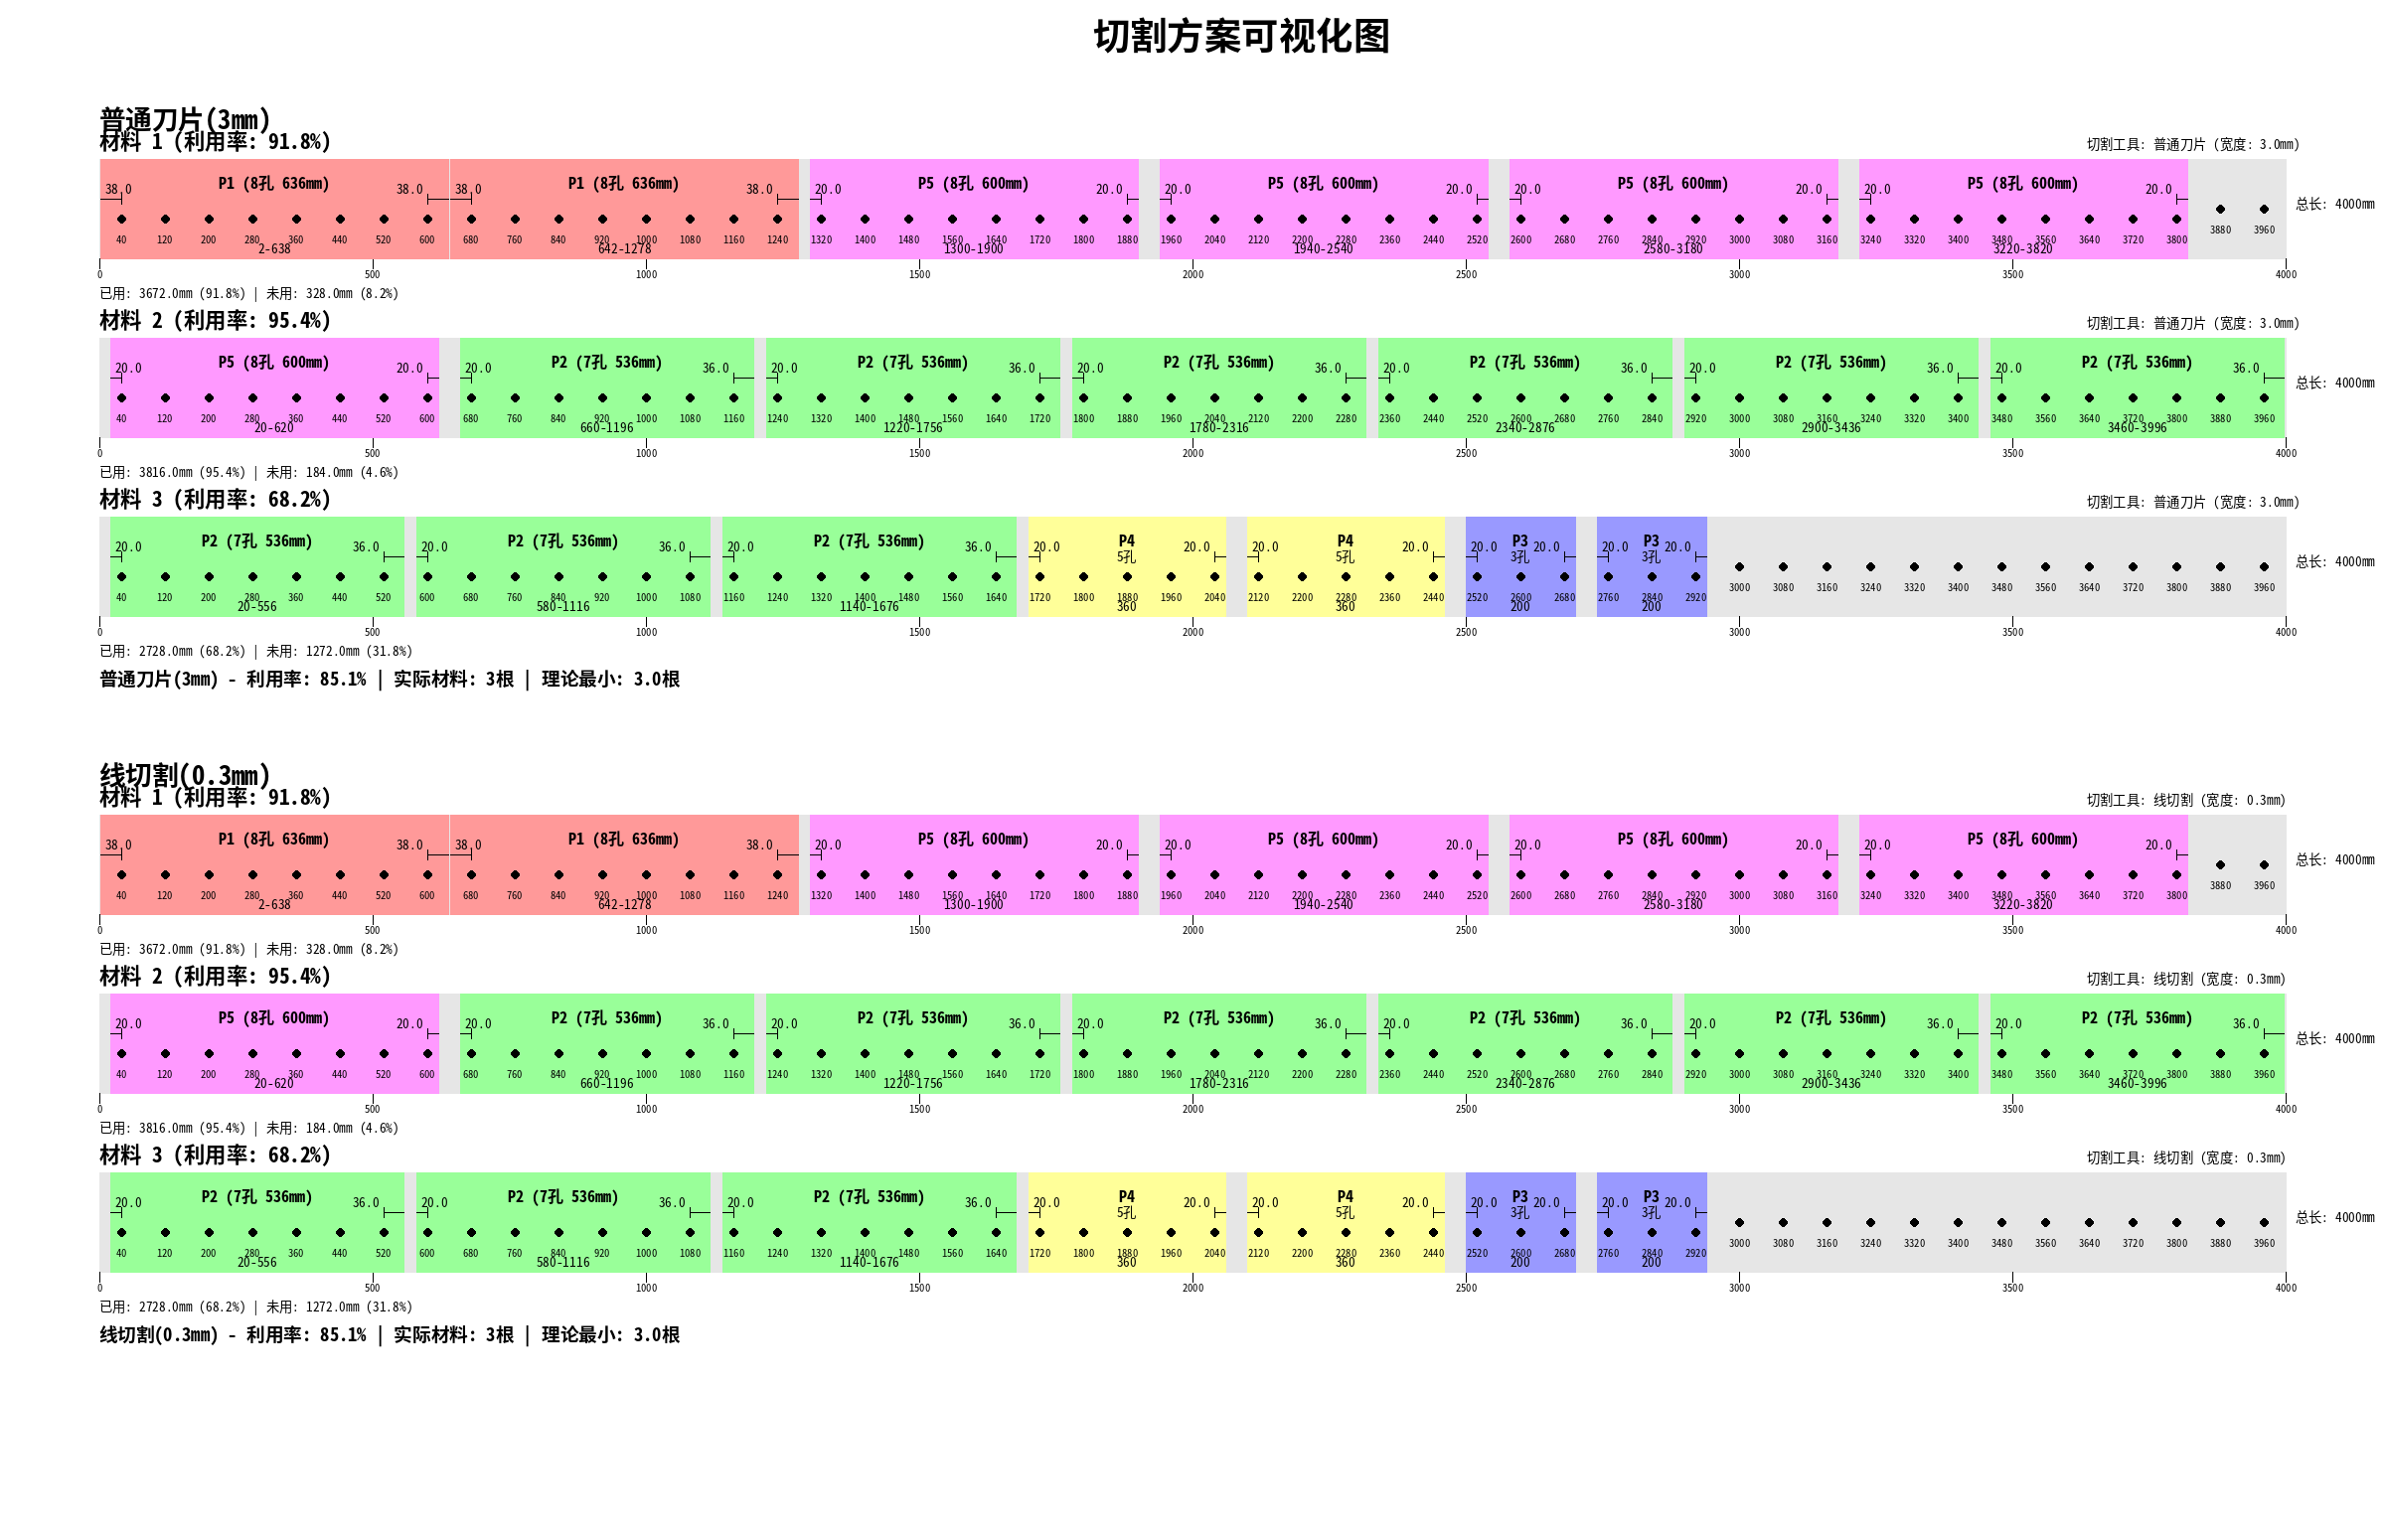 切割方案可视化图
普通刀片(3mm)
材料 1 (利用率: 91.8%)
切割工具: 普通刀片 (宽度: 3.0mm)
P1 (8孔 636mm) P1 (8孔 636mm) P5 (8孔 600mm) P5 (8孔 600mm) P5 (8孔 600mm) P5 (8孔 600mm)
38.0 38.0 38.0 38.0 20.0 20.0 20.0 20.0 20.0 20.0 20.0 20.0
总长: 4000mm
40 120 200 280 360 440 520 600 680 760 840 920 1000 1080 1160 1240 1320 1400 1480 1560 1640 1720 1800 1880 1960 2040 2120 2200 2280 2360 2440 2520 2600 2680 2760 2840 2920 3000 3080 3160 3240 3320 3400 3480 3560 3640 3720 3800 3880 3960
2-638 642-1278 1300-1900 1940-2540 2580-3180 3220-3820
0 500 1000 1500 2000 2500 3000 3500 4000
已用: 3672.0mm (91.8%) | 未用: 328.0mm (8.2%)
材料 2 (利用率: 95.4%)
切割工具: 普通刀片 (宽度: 3.0mm)
P5 (8孔 600mm) P2 (7孔 536mm) P2 (7孔 536mm) P2 (7孔 536mm) P2 (7孔 536mm) P2 (7孔 536mm) P2 (7孔 536mm)
20.0 20.0 20.0 36.0 20.0 36.0 20.0 36.0 20.0 36.0 20.0 36.0 20.0 36.0
总长: 4000mm
40 120 200 280 360 440 520 600 680 760 840 920 1000 1080 1160 1240 1320 1400 1480 1560 1640 1720 1800 1880 1960 2040 2120 2200 2280 2360 2440 2520 2600 2680 2760 2840 2920 3000 3080 3160 3240 3320 3400 3480 3560 3640 3720 3800 3880 3960
20-620 660-1196 1220-1756 1780-2316 2340-2876 2900-3436 3460-3996
0 500 1000 1500 2000 2500 3000 3500 4000
已用: 3816.0mm (95.4%) | 未用: 184.0mm (4.6%)
材料 3 (利用率: 68.2%)
切割工具: 普通刀片 (宽度: 3.0mm)
P2 (7孔 536mm) P2 (7孔 536mm) P2 (7孔 536mm) P4 P4 P3 P3
20.0 36.0 20.0 36.0 20.0 36.0 20.0 5孔 20.0 20.0 5孔 20.0 20.0 3孔 20.0 20.0 3孔 20.0
总长: 4000mm
40 120 200 280 360 440 520 600 680 760 840 920 1000 1080 1160 1240 1320 1400 1480 1560 1640 1720 1800 1880 1960 2040 2120 2200 2280 2360 2440 2520 2600 2680 2760 2840 2920 3000 3080 3160 3240 3320 3400 3480 3560 3640 3720 3800 3880 3960
20-556 580-1116 1140-1676 360 360 200 200
0 500 1000 1500 2000 2500 3000 3500 4000
已用: 2728.0mm (68.2%) | 未用: 1272.0mm (31.8%)
普通刀片(3mm) - 利用率: 85.1% | 实际材料: 3根 | 理论最小: 3.0根
线切割(0.3mm)
材料 1 (利用率: 91.8%)
切割工具: 线切割 (宽度: 0.3mm)
P1 (8孔 636mm) P1 (8孔 636mm) P5 (8孔 600mm) P5 (8孔 600mm) P5 (8孔 600mm) P5 (8孔 600mm)
38.0 38.0 38.0 38.0 20.0 20.0 20.0 20.0 20.0 20.0 20.0 20.0
总长: 4000mm
40 120 200 280 360 440 520 600 680 760 840 920 1000 1080 1160 1240 1320 1400 1480 1560 1640 1720 1800 1880 1960 2040 2120 2200 2280 2360 2440 2520 2600 2680 2760 2840 2920 3000 3080 3160 3240 3320 3400 3480 3560 3640 3720 3800 3880 3960
2-638 642-1278 1300-1900 1940-2540 2580-3180 3220-3820
0 500 1000 1500 2000 2500 3000 3500 4000
已用: 3672.0mm (91.8%) | 未用: 328.0mm (8.2%)
材料 2 (利用率: 95.4%)
切割工具: 线切割 (宽度: 0.3mm)
P5 (8孔 600mm) P2 (7孔 536mm) P2 (7孔 536mm) P2 (7孔 536mm) P2 (7孔 536mm) P2 (7孔 536mm) P2 (7孔 536mm)
20.0 20.0 20.0 36.0 20.0 36.0 20.0 36.0 20.0 36.0 20.0 36.0 20.0 36.0
总长: 4000mm
40 120 200 280 360 440 520 600 680 760 840 920 1000 1080 1160 1240 1320 1400 1480 1560 1640 1720 1800 1880 1960 2040 2120 2200 2280 2360 2440 2520 2600 2680 2760 2840 2920 3000 3080 3160 3240 3320 3400 3480 3560 3640 3720 3800 3880 3960
20-620 660-1196 1220-1756 1780-2316 2340-2876 2900-3436 3460-3996
0 500 1000 1500 2000 2500 3000 3500 4000
已用: 3816.0mm (95.4%) | 未用: 184.0mm (4.6%)
材料 3 (利用率: 68.2%)
切割工具: 线切割 (宽度: 0.3mm)
P2 (7孔 536mm) P2 (7孔 536mm) P2 (7孔 536mm) P4 P4 P3 P3
20.0 36.0 20.0 36.0 20.0 36.0 20.0 5孔 20.0 20.0 5孔 20.0 20.0 3孔 20.0 20.0 3孔 20.0
总长: 4000mm
40 120 200 280 360 440 520 600 680 760 840 920 1000 1080 1160 1240 1320 1400 1480 1560 1640 1720 1800 1880 1960 2040 2120 2200 2280 2360 2440 2520 2600 2680 2760 2840 2920 3000 3080 3160 3240 3320 3400 3480 3560 3640 3720 3800 3880 3960
20-556 580-1116 1140-1676 360 360 200 200
0 500 1000 1500 2000 2500 3000 3500 4000
已用: 2728.0mm (68.2%) | 未用: 1272.0mm (31.8%)
线切割(0.3mm) - 利用率: 85.1% | 实际材料: 3根 | 理论最小: 3.0根